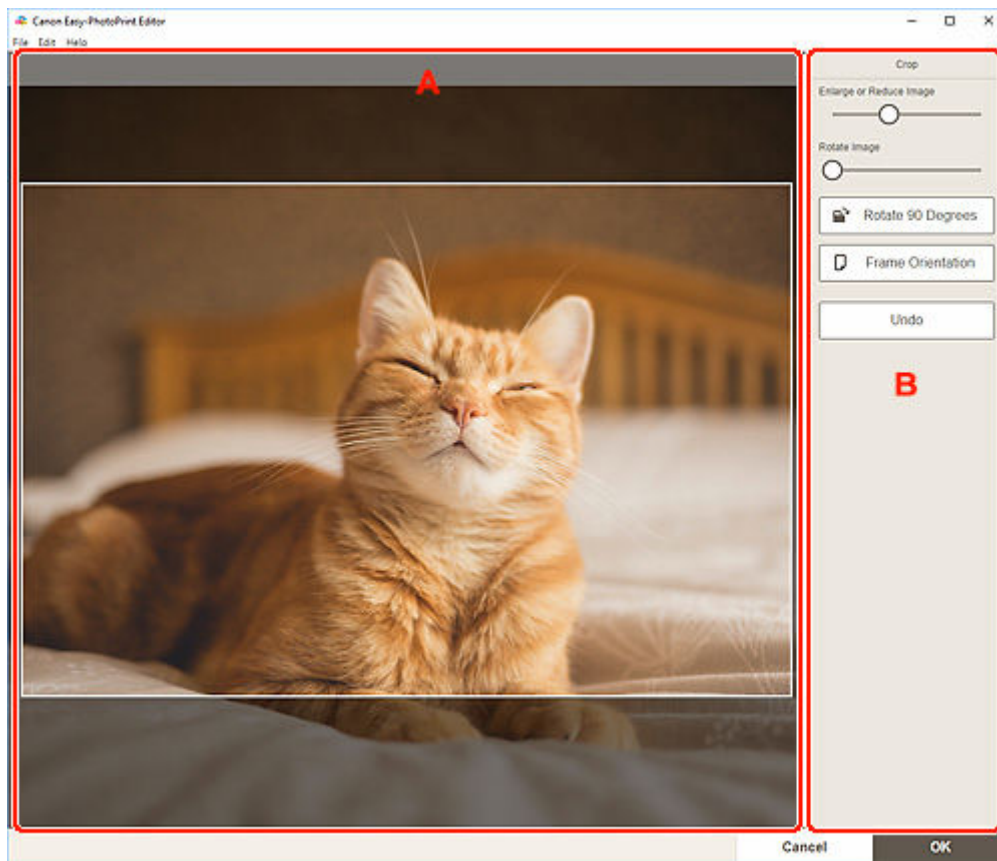 Canon Easy-PhotoPrint Editor
File Edit Help
A
Crop
Enlarge or Reduce Image
Rotate Image
Rotate 90 Degrees
Frame Orientation
Undo
B
Cancel OK